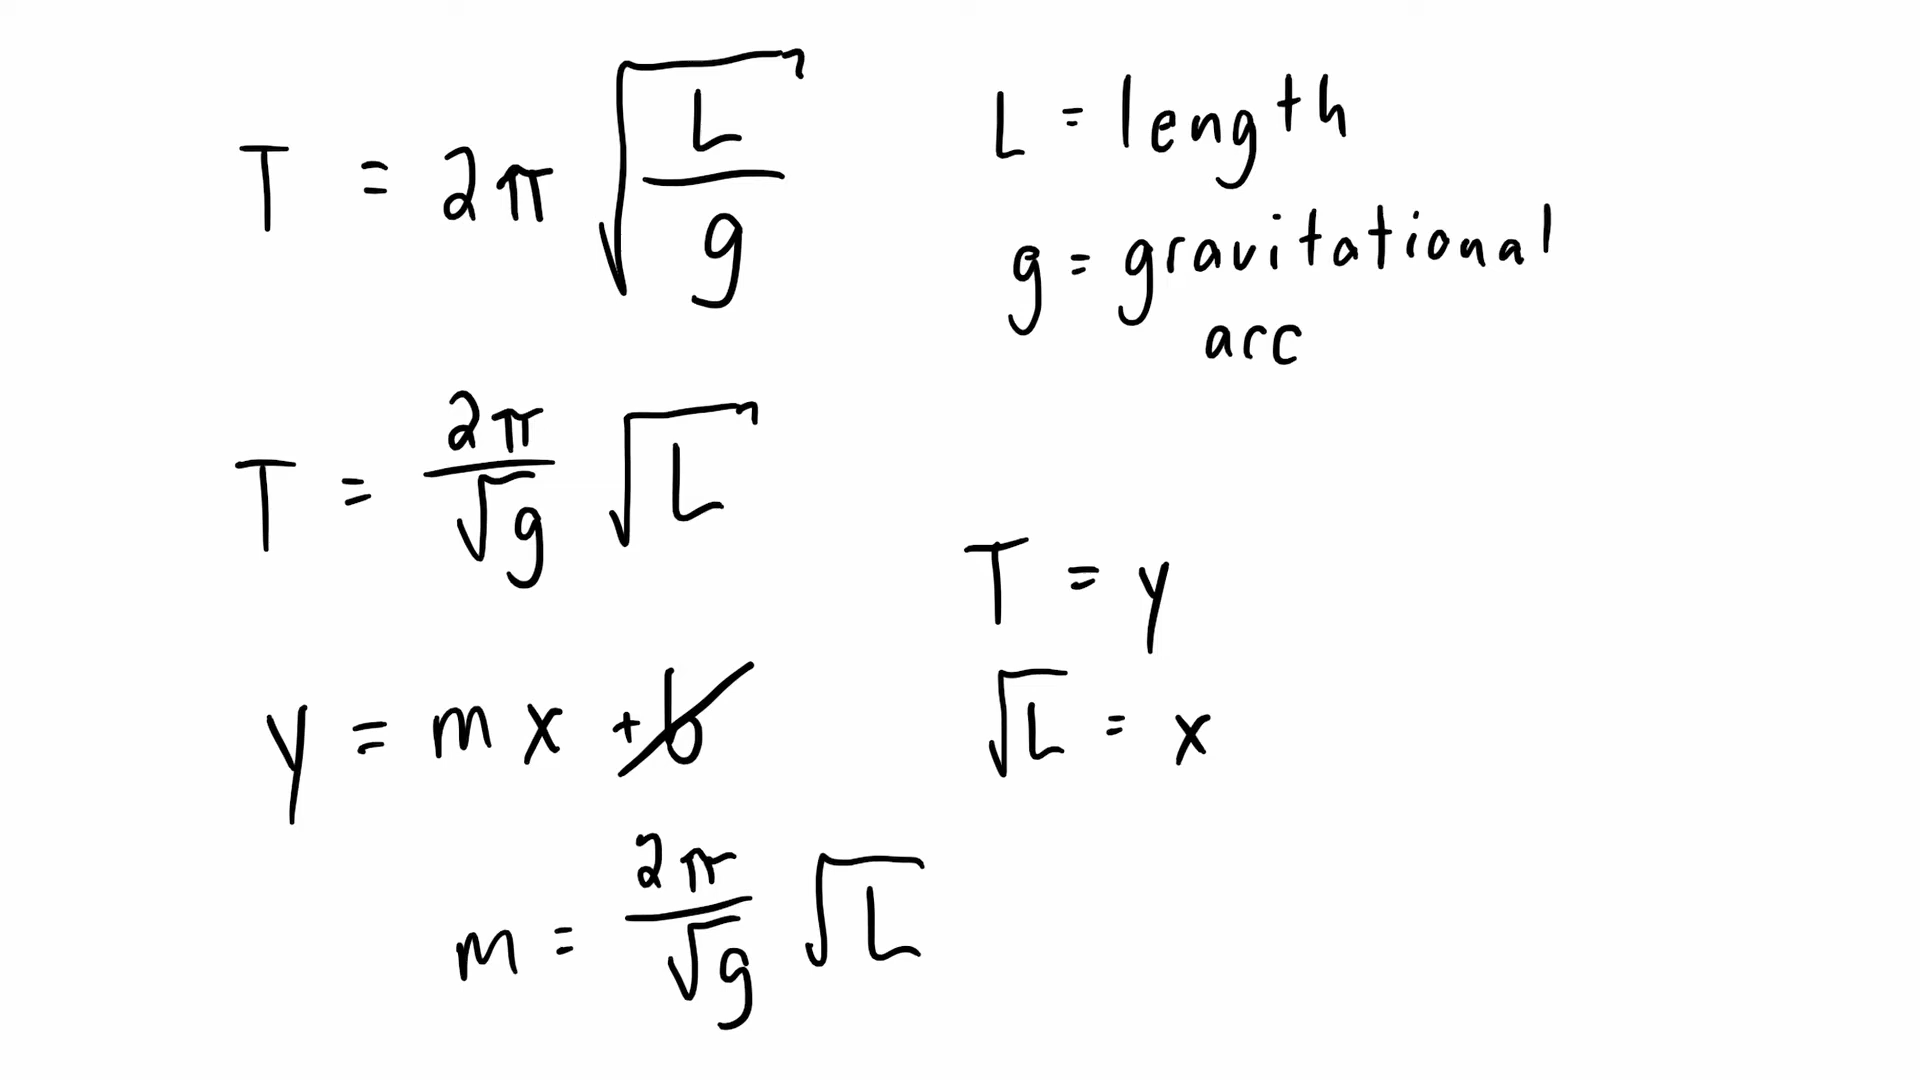 T = 2π √(L/g)
L = length
g = gravitational
arc
T = 2π/√g √L
T = y
√L = x
y = mx + b
m = 2π/√g √L